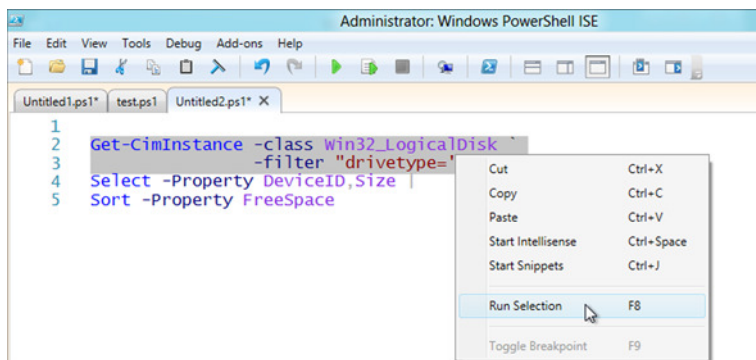 Administrator: Windows PowerShell ISE
File Edit View Tools Debug Add-ons Help
Untitled1.ps1* test.ps1 Untitled2.ps1* X
1
2 Get-CimInstance -class Win32_LogicalDisk `
3 -filter "drivetype='
4 Select -Property DeviceID,Size |
5 Sort -Property FreeSpace
Cut Ctrl+X
Copy Ctrl+C
Paste Ctrl+V
Start Intellisense Ctrl+Space
Start Snippets Ctrl+J
Run Selection F8
Toggle Breakpoint F9